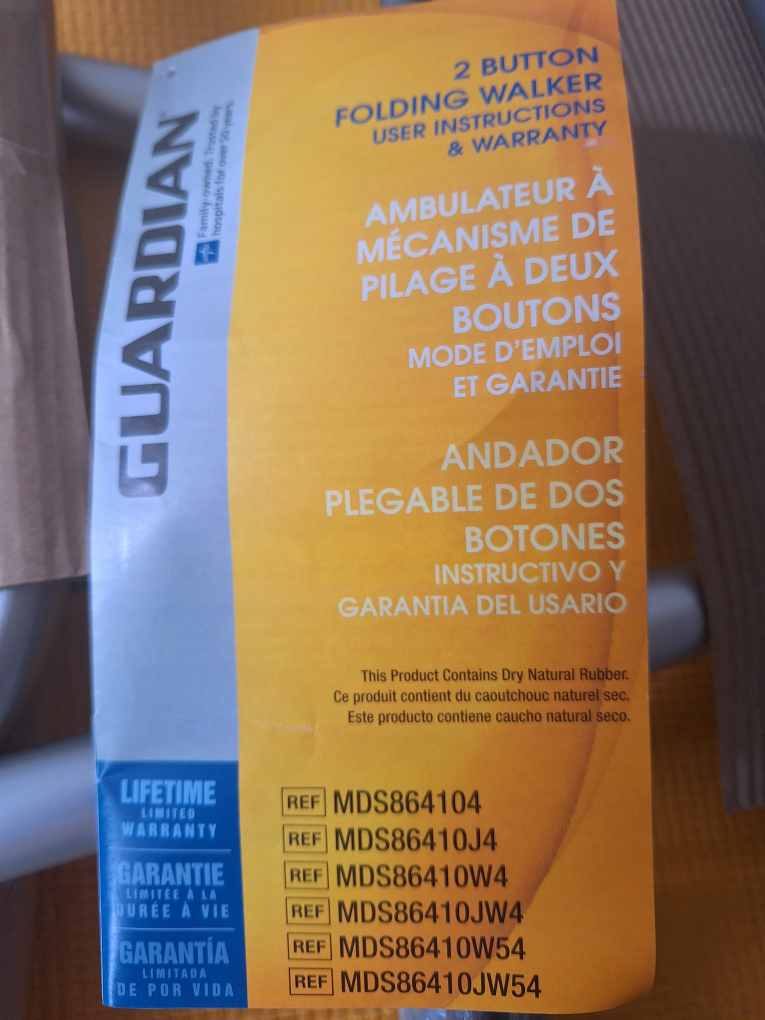 2 BUTTON
FOLDING WALKER
USER INSTRUCTIONS
& WARRANTY
AMBULATEUR À
MÉCANISME DE
PILAGE À DEUX
BOUTONS
MODE D'EMPLOI
ET GARANTIE
ANDADOR
PLEGABLE DE DOS
BOTONES
INSTRUCTIVO Y
GARANTIA DEL USARIO
This Product Contains Dry Natural Rubber.
Ce produit contient du caoutchouc naturel sec.
Este producto contiene caucho natural seco.
REF MDS864104
REF MDS86410J4
REF MDS86410W4
REF MDS86410JW4
REF MDS86410W54
REF MDS86410JW54
GUARDIAN
Family-owned. Trusted by
hospitals for over 50 years.
LIFETIME
LIMITED
WARRANTY
GARANTIE
LIMITÉE À LA
DURÉE À VIE
GARANTÍA
LIMITADA
DE POR VIDA